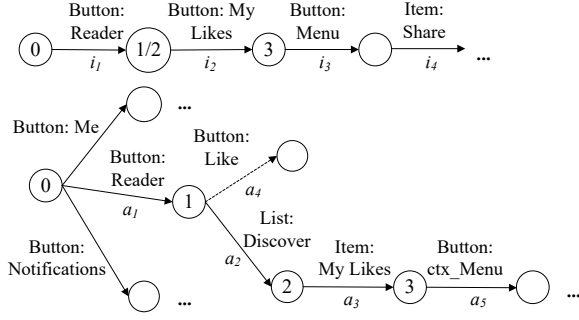 Button: Reader
Button: My Likes
Button: Menu
Item: Share
0
1/2
3
...
i1
i2
i3
i4
...
Button: Me
Button: Like
Button: Reader
0
1
a4
a1
List: Discover
Button: Notifications
a2
Item: My Likes
Button: ctx_Menu
2
3
...
a3
a5
...